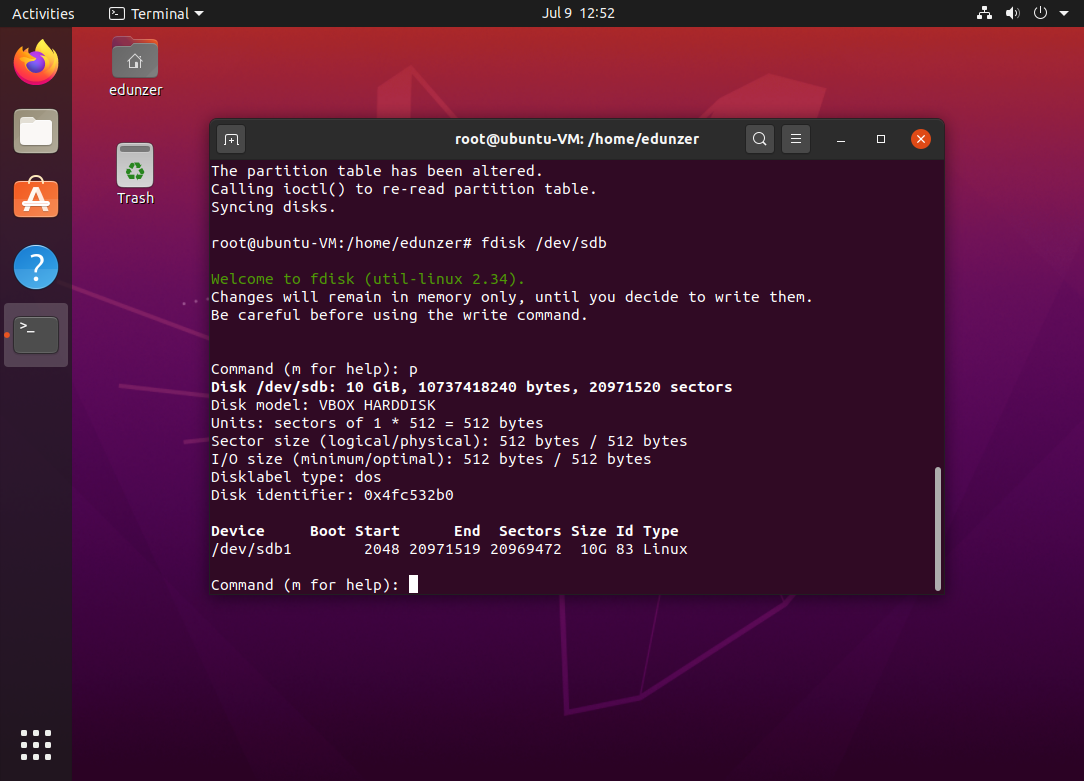 Activities
Terminal
Jul 9 12:52
edunzer
Trash
root@ubuntu-VM: /home/edunzer
The partition table has been altered.
Calling ioctl() to re-read partition table.
Syncing disks.
root@ubuntu-VM:/home/edunzer# fdisk /dev/sdb
Welcome to fdisk (util-linux 2.34).
Changes will remain in memory only, until you decide to write them.
Be careful before using the write command.
Command (m for help): p
Disk /dev/sdb: 10 GiB, 10737418240 bytes, 20971520 sectors
Disk model: VBOX HARDDISK
Units: sectors of 1 * 512 = 512 bytes
Sector size (logical/physical): 512 bytes / 512 bytes
I/O size (minimum/optimal): 512 bytes / 512 bytes
Disklabel type: dos
Disk identifier: 0x4fc532b0
Device     Boot Start      End  Sectors Size Id Type
/dev/sdb1        2048 20971519 20969472  10G 83 Linux
Command (m for help):